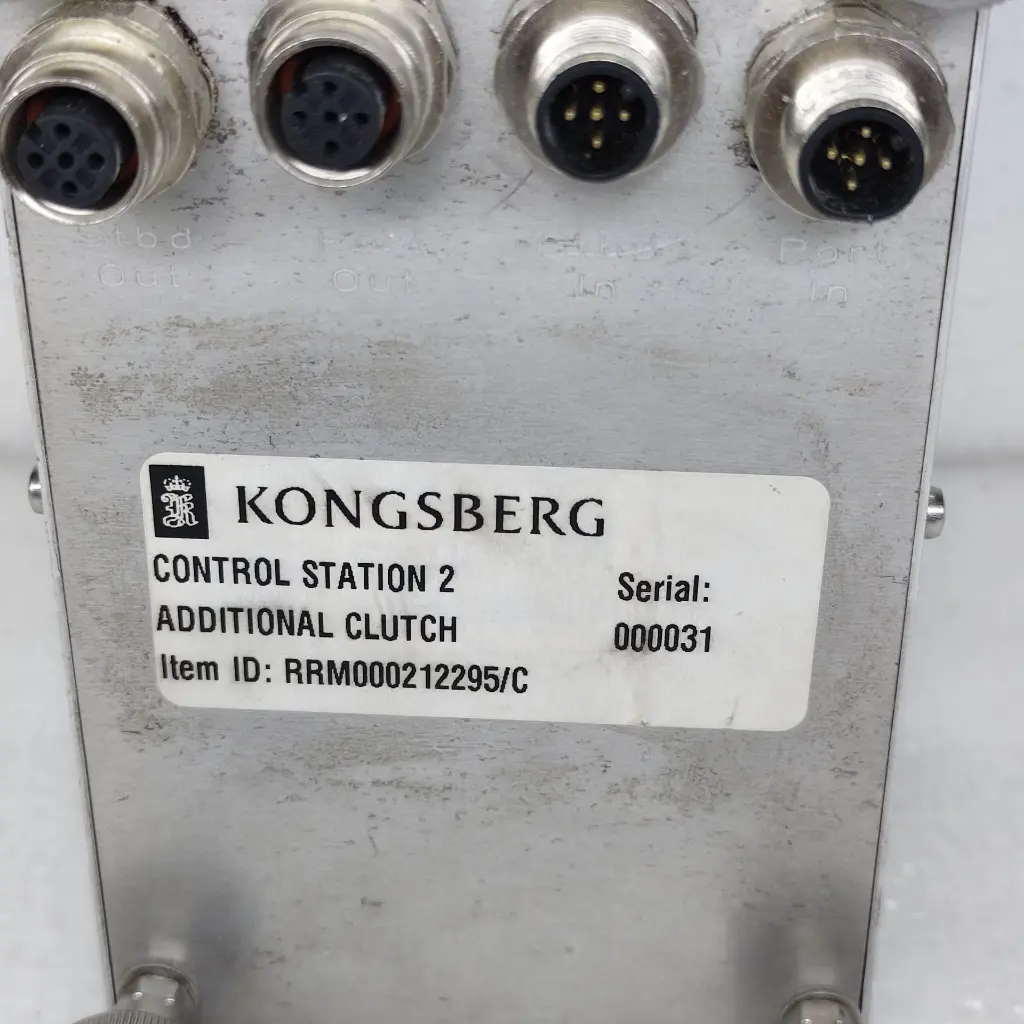 Stbd
Out
Port
Out
Stbd
In
Port
In
KONGSBERG
CONTROL STATION 2
ADDITIONAL CLUTCH
Item ID: RRM000212295/C
Serial:
000031